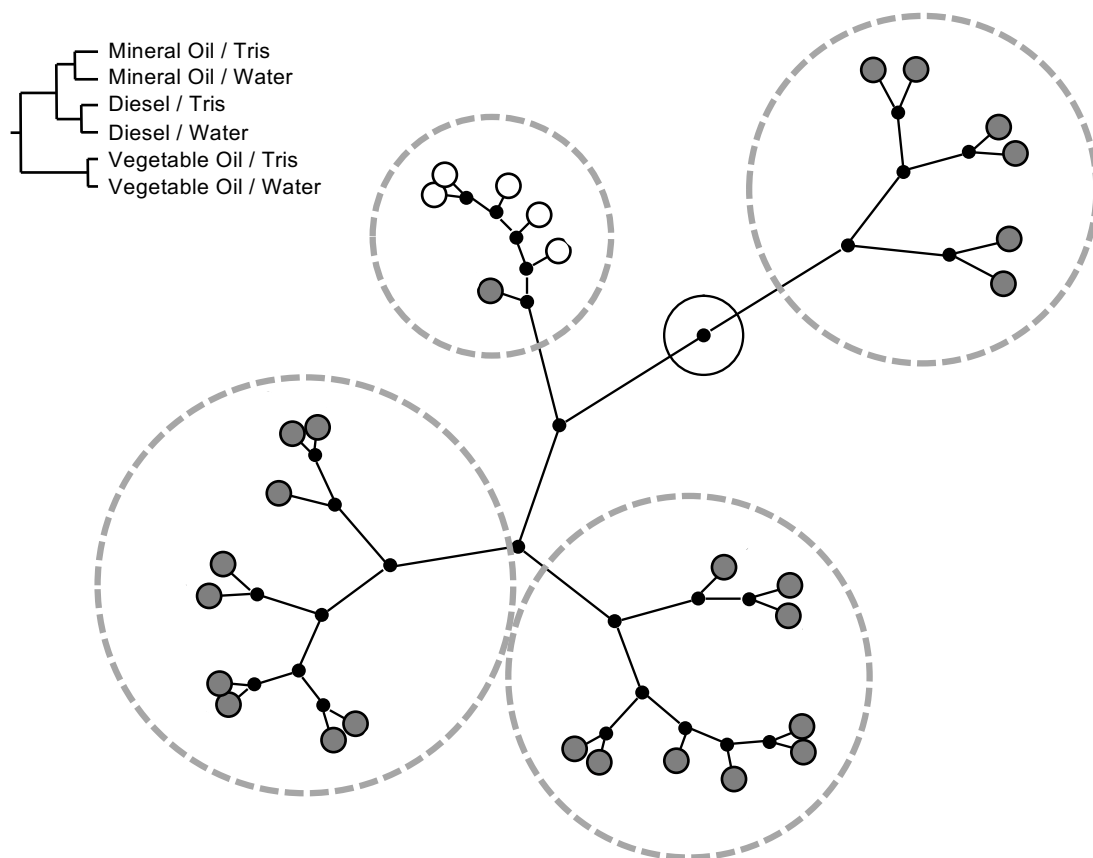 Mineral Oil / Tris
Mineral Oil / Water
Diesel / Tris
Diesel / Water
Vegetable Oil / Tris
Vegetable Oil / Water